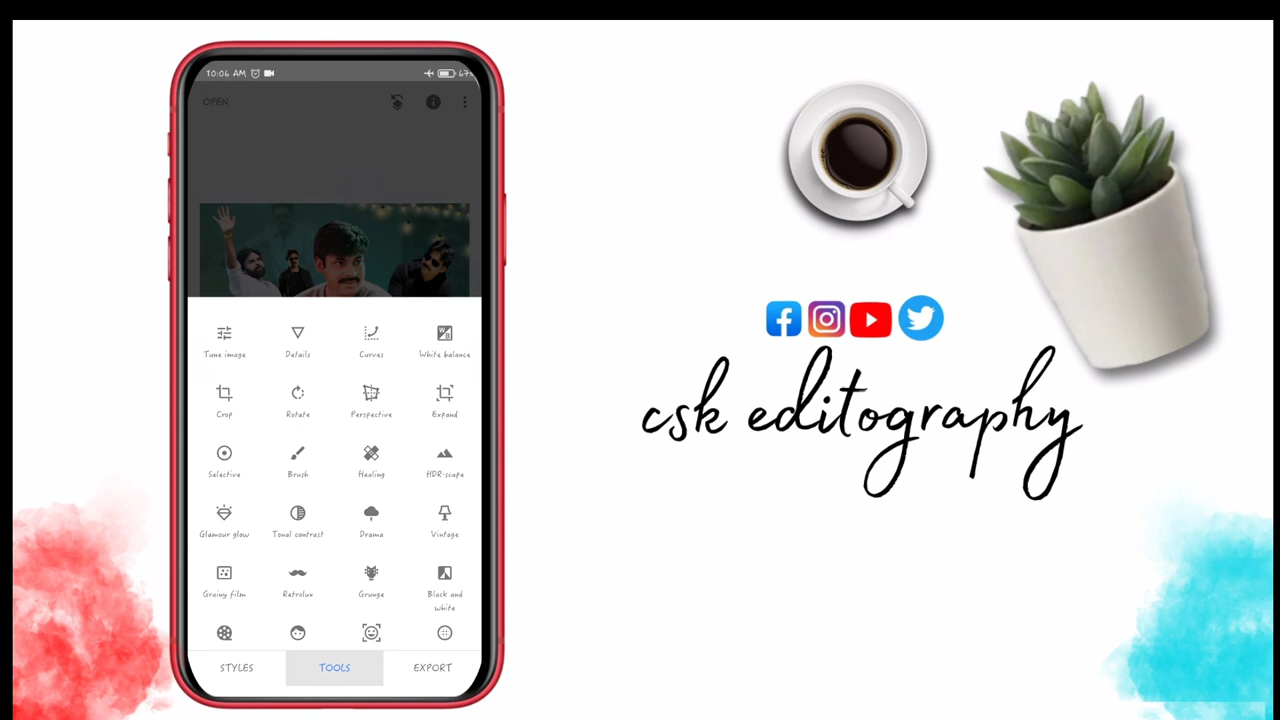 10:06 AM
67%
OPEN
Tune image
Details
Curves
White balance
Crop
Rotate
Perspective
Expand
Selective
Brush
Healing
HDR-scape
Glamour glow
Tonal contrast
Drama
Vintage
Grainy film
Retrolux
Grunge
Black and
white
STYLES
TOOLS
EXPORT
csk editography